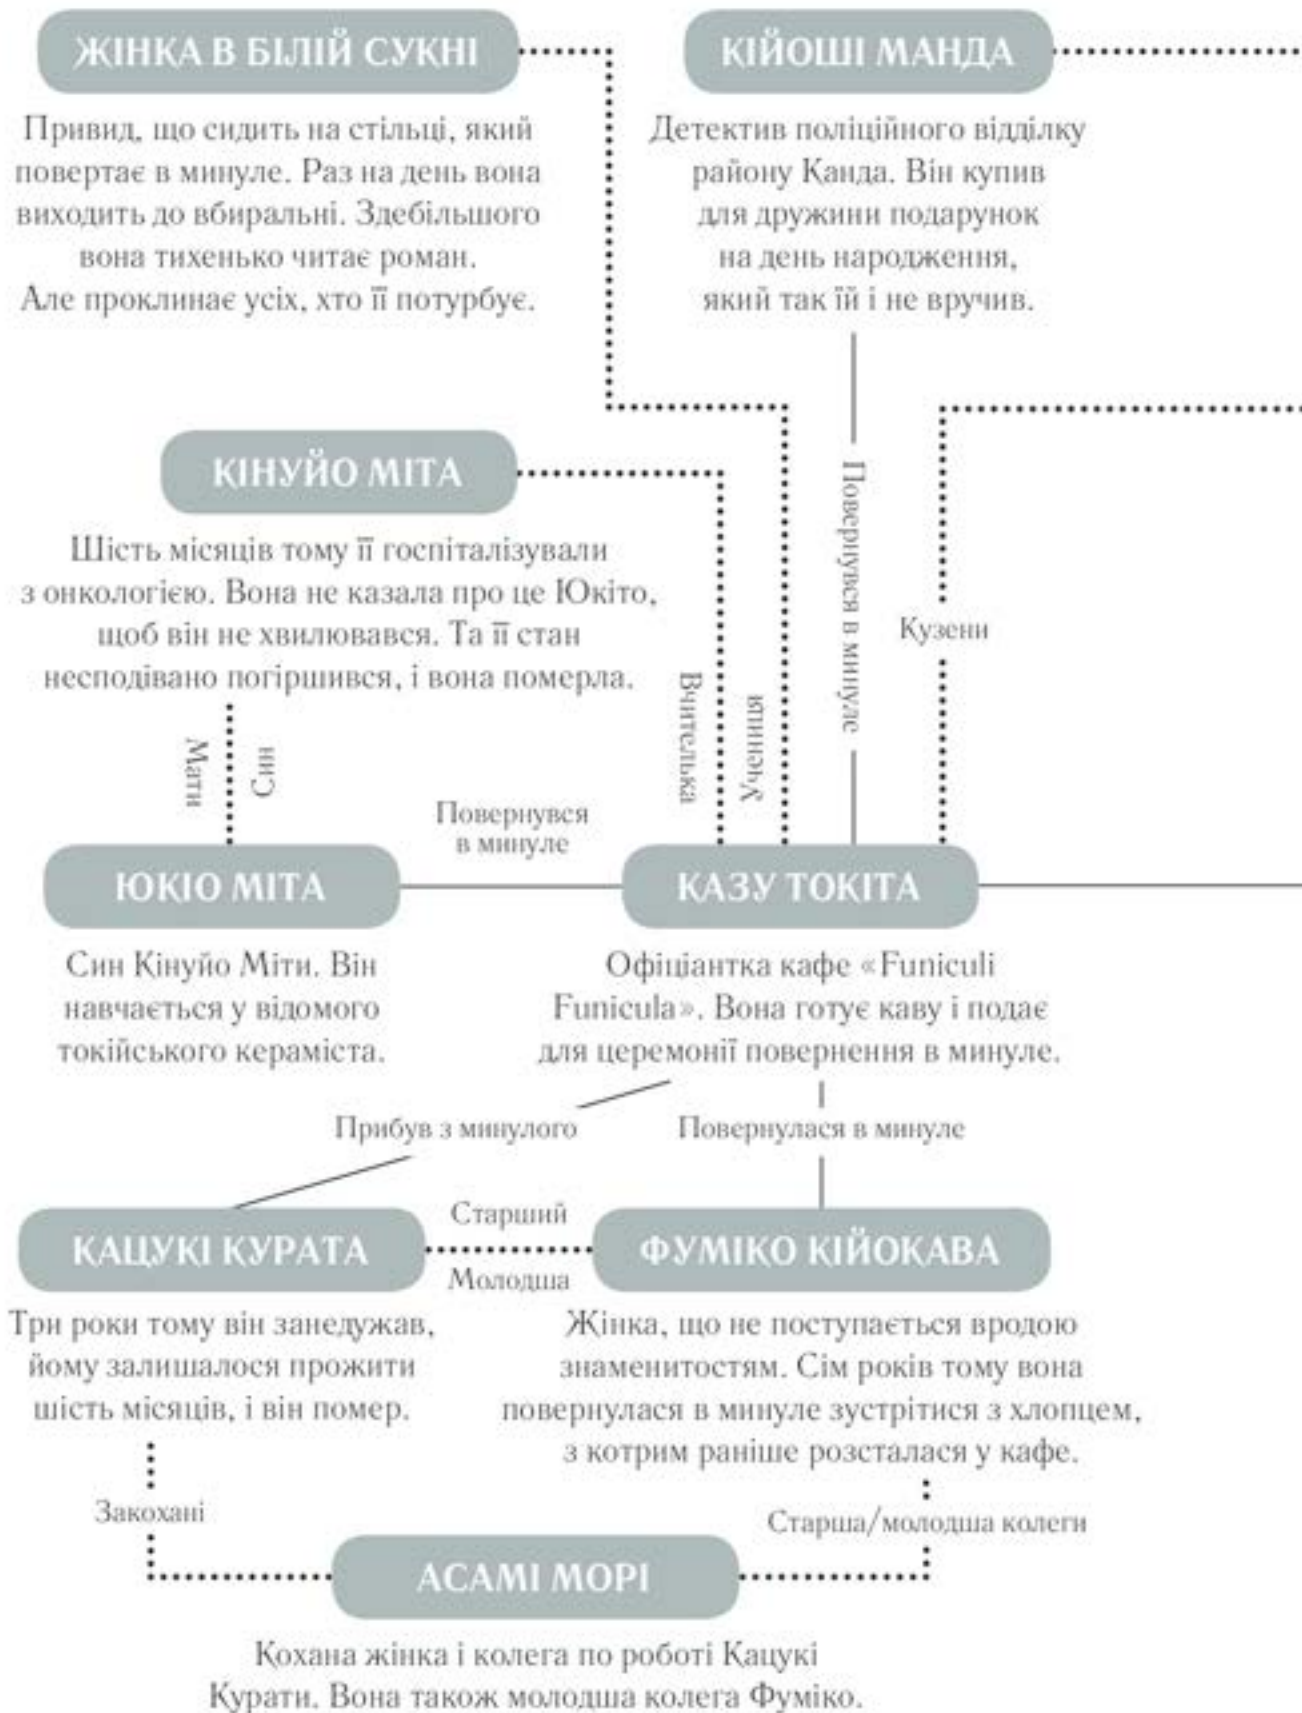 ЖІНКА В БІЛІЙ СУКНІ
Привид, що сидить на стільці, який
повертає в минуле. Раз на день вона
виходить до вбиральні. Здебільшого
вона тихенько читає роман.
Але проклинає усіх, хто її потурбує.
КІЙОШІ МАНДА
Детектив поліційного відділку
району Канда. Він купив
для дружини подарунок
на день народження,
який так їй і не вручив.
Повернувся в минуле
Кузени
КІНУЙО МІТА
Шість місяців тому її госпіталізували
з онкологією. Вона не казала про це Юкіто,
щоб він не хвилювався. Та її стан
несподівано погіршився, і вона померла.
Мати
Син
Вчителька
Учениця
Повернувся
в минуле
ЮКІО МІТА
Син Кінуйо Міти. Він
навчається у відомого
токійського кераміста.
КАЗУ ТОКІТА
Офіціантка кафе «Funiculi
Funicula». Вона готує каву і подає
для церемонії повернення в минуле.
Прибув з минулого
Повернулася в минуле
КАЦУКІ КУРАТА
Старший
Молодша
ФУМІКО КІЙОКАВА
Три роки тому він занедужав,
йому залишалося прожити
шість місяців, і він помер.
Жінка, що не поступається вродою
знаменитостям. Сім років тому вона
повернулася в минуле зустрітися з хлопцем,
з котрим раніше розсталася у кафе.
Закохані
Старша/молодша колеги
АСАМІ МОРІ
Кохана жінка і колега по роботі Кацукі
Курати. Вона також молодша колега Фуміко.